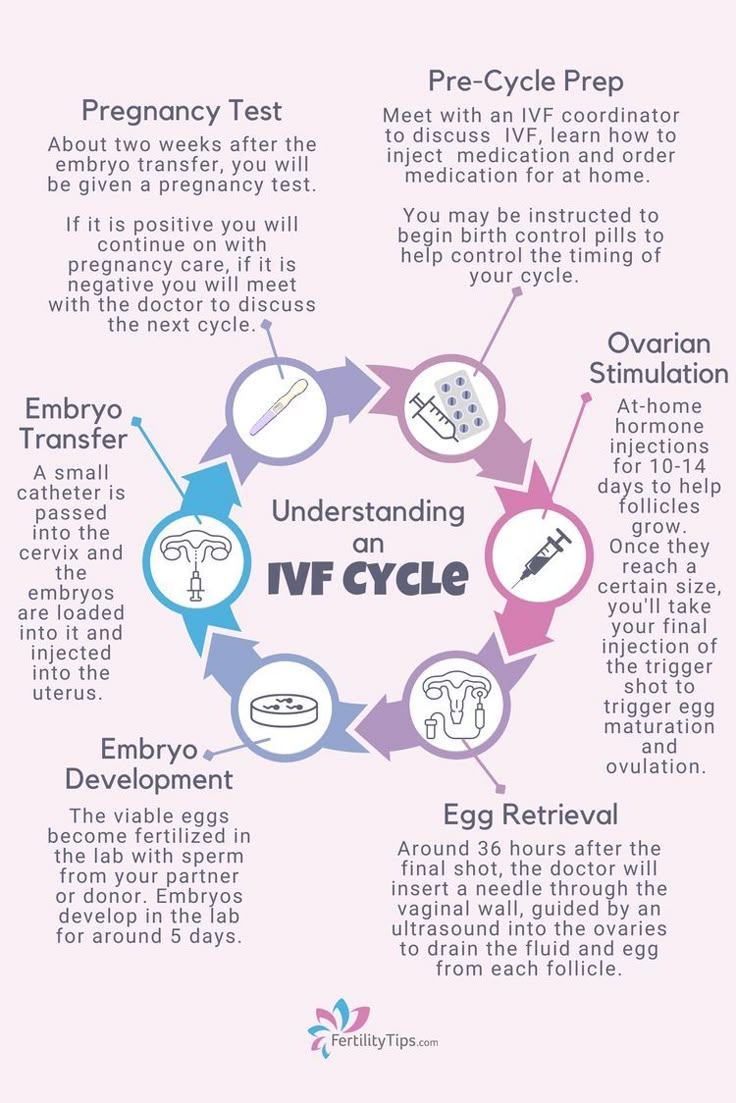 Pre-Cycle Prep
Meet with an IVF coordinator
to discuss IVF, learn how to
inject medication and order
medication for at home.
You may be instructed to
begin birth control pills to
help control the timing of
your cycle.
Ovarian
Stimulation
At-home
hormone
injections
for 10-14
days to help
follicles
grow.
Once they
reach a
certain size,
you'll take
your final
injection of
the trigger
shot to
trigger egg
maturation
and
ovulation.
Egg Retrieval
Around 36 hours after the
final shot, the doctor will
insert a needle through the
vaginal wall, guided by an
ultrasound into the ovaries
to drain the fluid and egg
from each follicle.
Embryo
Development
The viable eggs
become fertilized in
the lab with sperm
from your partner
or donor. Embryos
develop in the lab
for around 5 days.
Embryo
Transfer
A small
catheter is
passed
into the
cervix and
the
embryos
are loaded
into it and
injected
into the
uterus.
Pregnancy Test
About two weeks after the
embryo transfer, you will
be given a pregnancy test.
If it is positive you will
continue on with
pregnancy care, if it is
negative you will meet
with the doctor to discuss
the next cycle.
Understanding
an
IVF CYCLE
FertilityTips.com